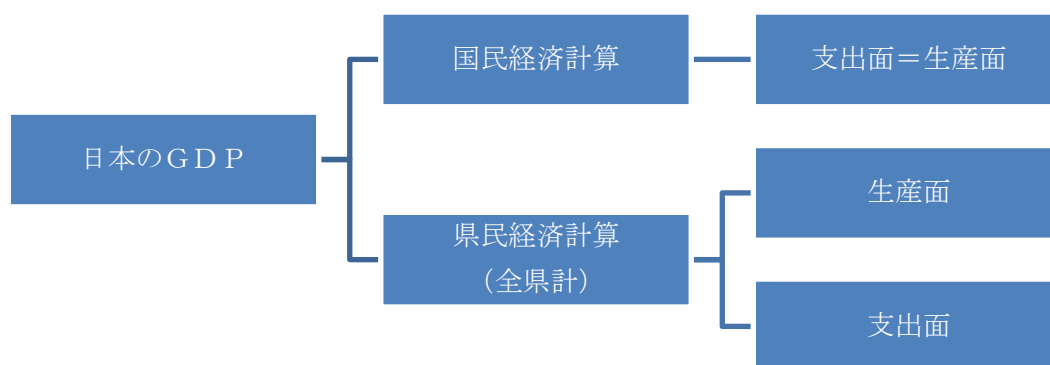 日本のＧＤＰ
国民経済計算
支出面＝生産面
県民経済計算
（全県計）
生産面
支出面